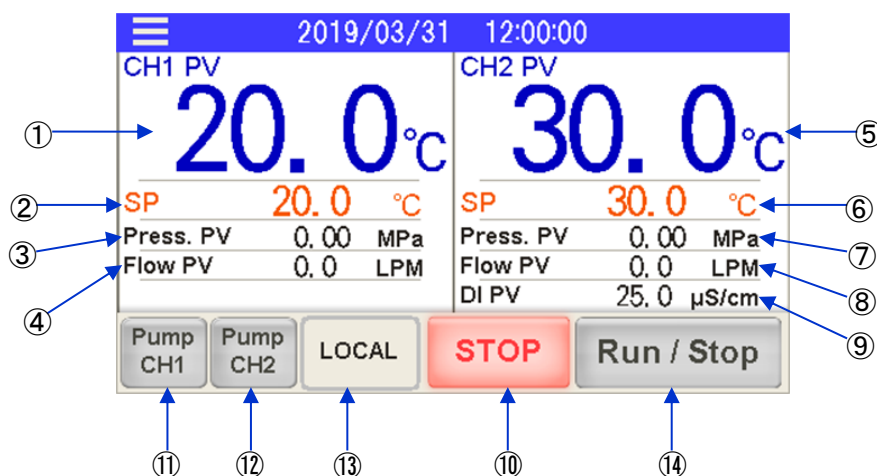 2019/03/31 12:00:00
CH1 PV
CH2 PV
① 20.0℃
30.0℃ ⑤
② SP 20.0 ℃
SP 30.0 ℃ ⑥
③ Press. PV 0.00 MPa
Press. PV 0.00 MPa ⑦
④ Flow PV 0.0 LPM
Flow PV 0.0 LPM ⑧
DI PV 25.0 µS/cm ⑨
Pump CH1
Pump CH2
LOCAL
STOP
Run / Stop
⑪ ⑫ ⑬ ⑩ ⑭